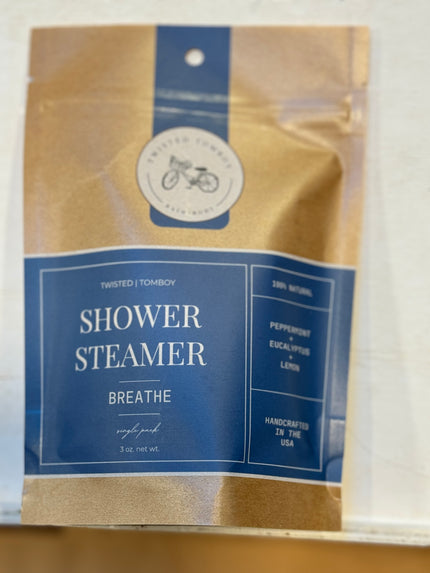 TWISTED TOMBOY
BATH + BODY
TWISTED | TOMBOY
SHOWER
STEAMER
BREATHE
single pack
3 oz. net wt.
100% NATURAL
PEPPERMINT
+
EUCALYPTUS
+
LEMON
HANDCRAFTED
IN THE
USA